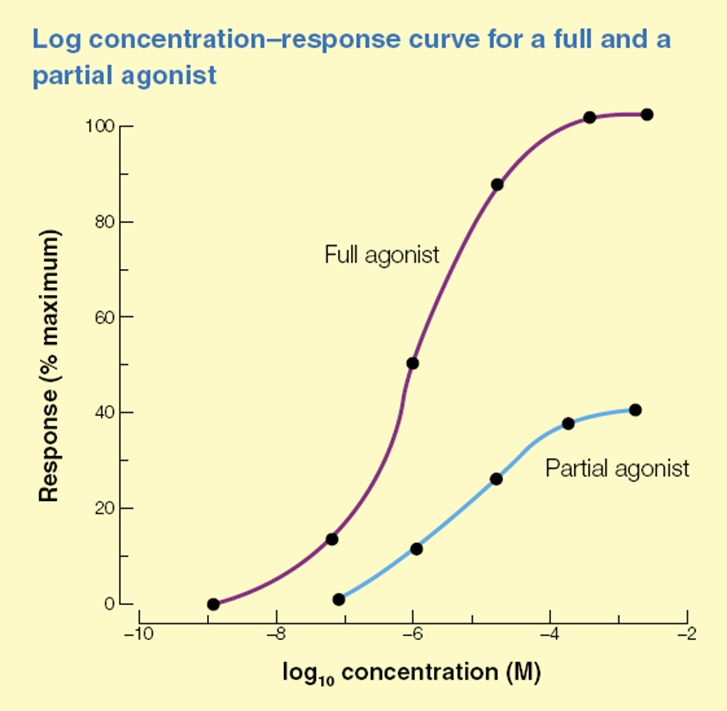 Log concentration–response curve for a full and a
partial agonist
100
80
60
40
20
0
Response (% maximum)
Full agonist
Partial agonist
–10
–8
–6
–4
–2
log₁₀ concentration (M)